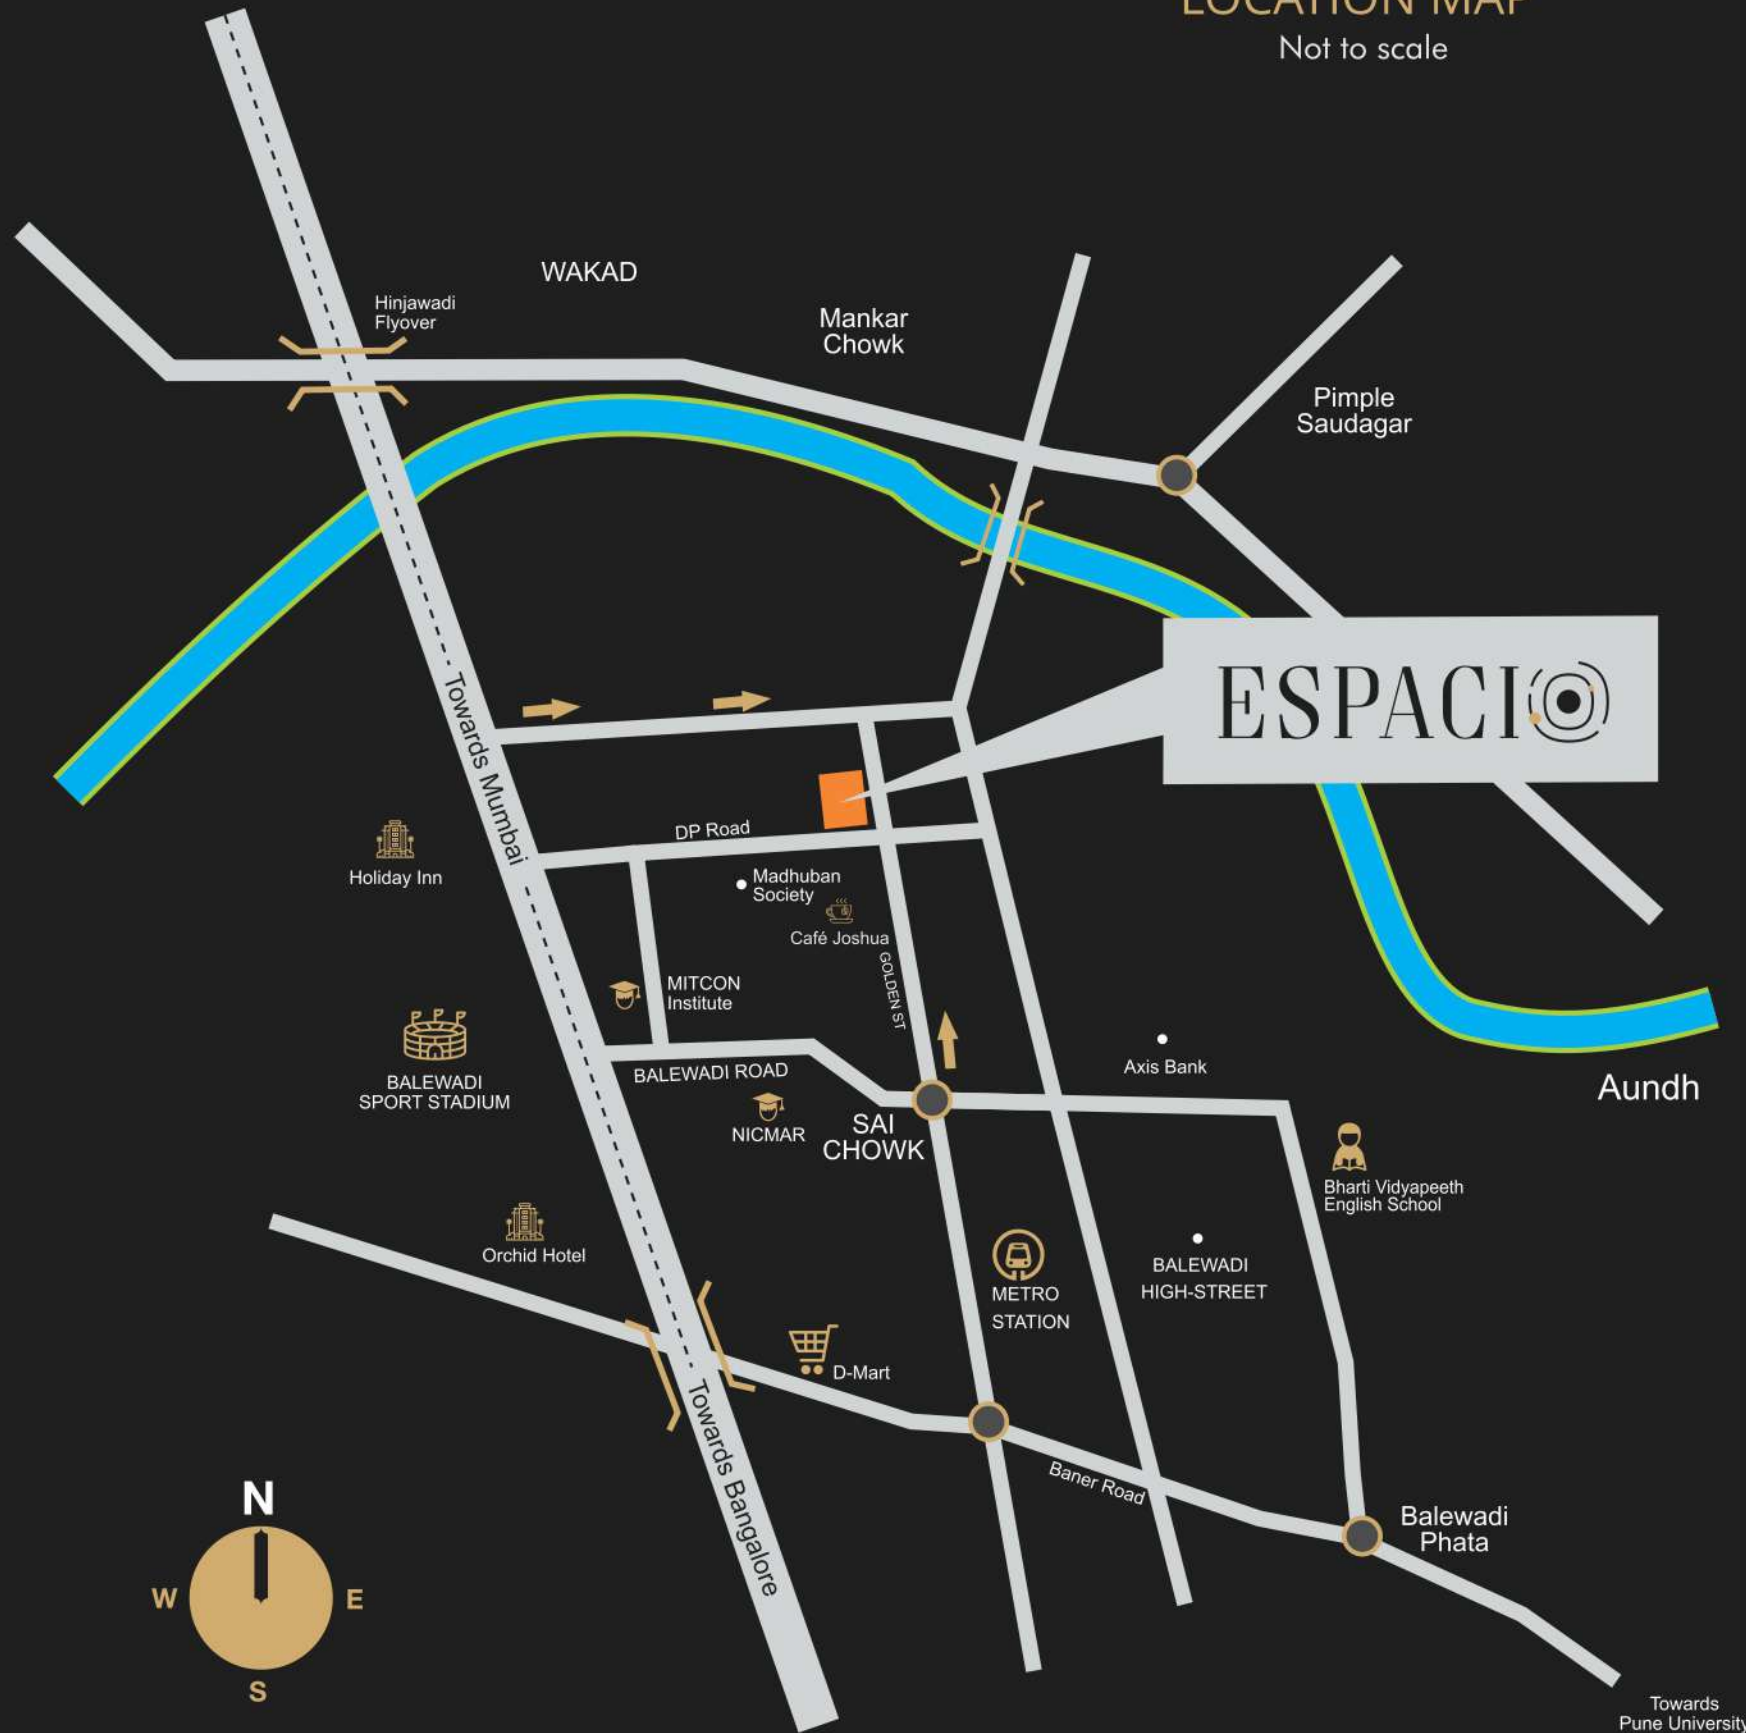 LOCATION MAP
Not to scale
WAKAD
Hinjawadi
Flyover
Mankar
Chowk
Pimple
Saudagar
ESPACIO
Towards Mumbai
DP Road
Holiday Inn
Madhuban
Society
Café Joshua
GOLDEN ST
MITCON
Institute
BALEWADI
SPORT STADIUM
BALEWADI ROAD
NICMAR
SAI
CHOWK
Axis Bank
Aundh
Bharti Vidyapeeth
English School
Orchid Hotel
METRO
STATION
BALEWADI
HIGH-STREET
D-Mart
Towards Bangalore
Baner Road
Balewadi
Phata
N
W
E
S
Towards
Pune University